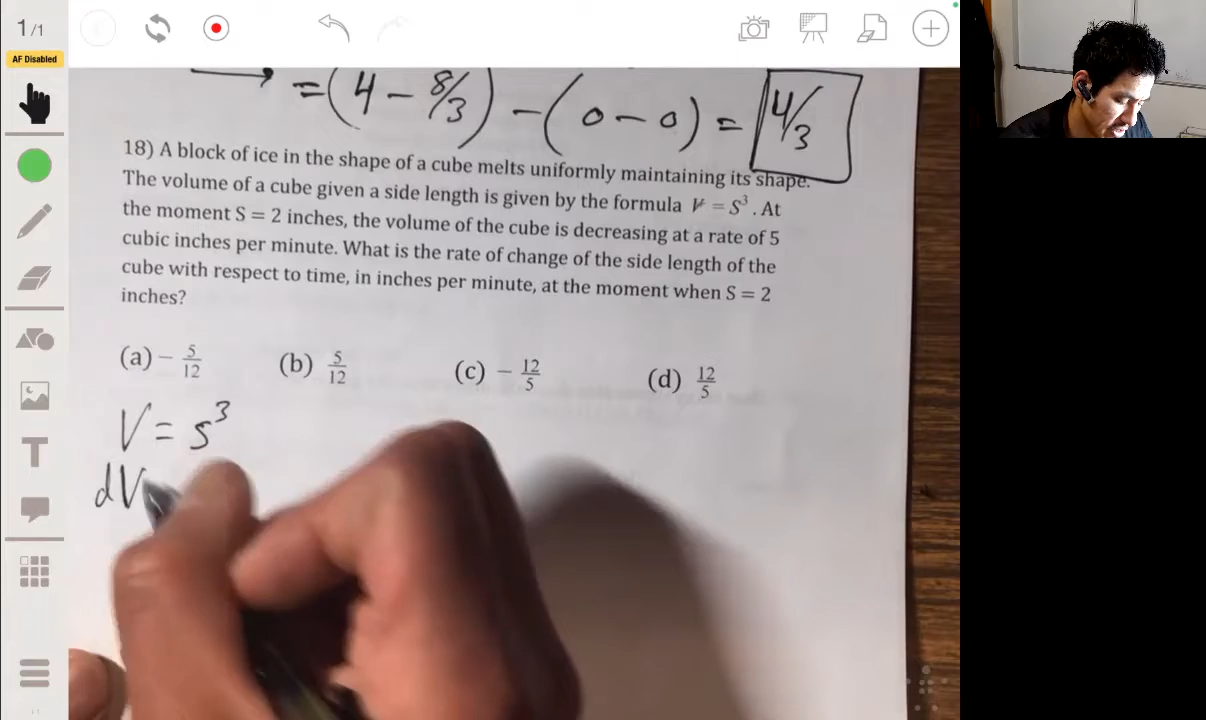 1/1
AF Disabled
= (4 - 8/3) - (0 - 0) = 4/3
18) A block of ice in the shape of a cube melts uniformly maintaining its shape.
The volume of a cube given a side length is given by the formula V = S³. At
the moment S = 2 inches, the volume of the cube is decreasing at a rate of 5
cubic inches per minute. What is the rate of change of the side length of the
cube with respect to time, in inches per minute, at the moment when S = 2
inches?
(a) - 5/12 (b) 5/12 (c) - 12/5 (d) 12/5
V = s³
dV
T